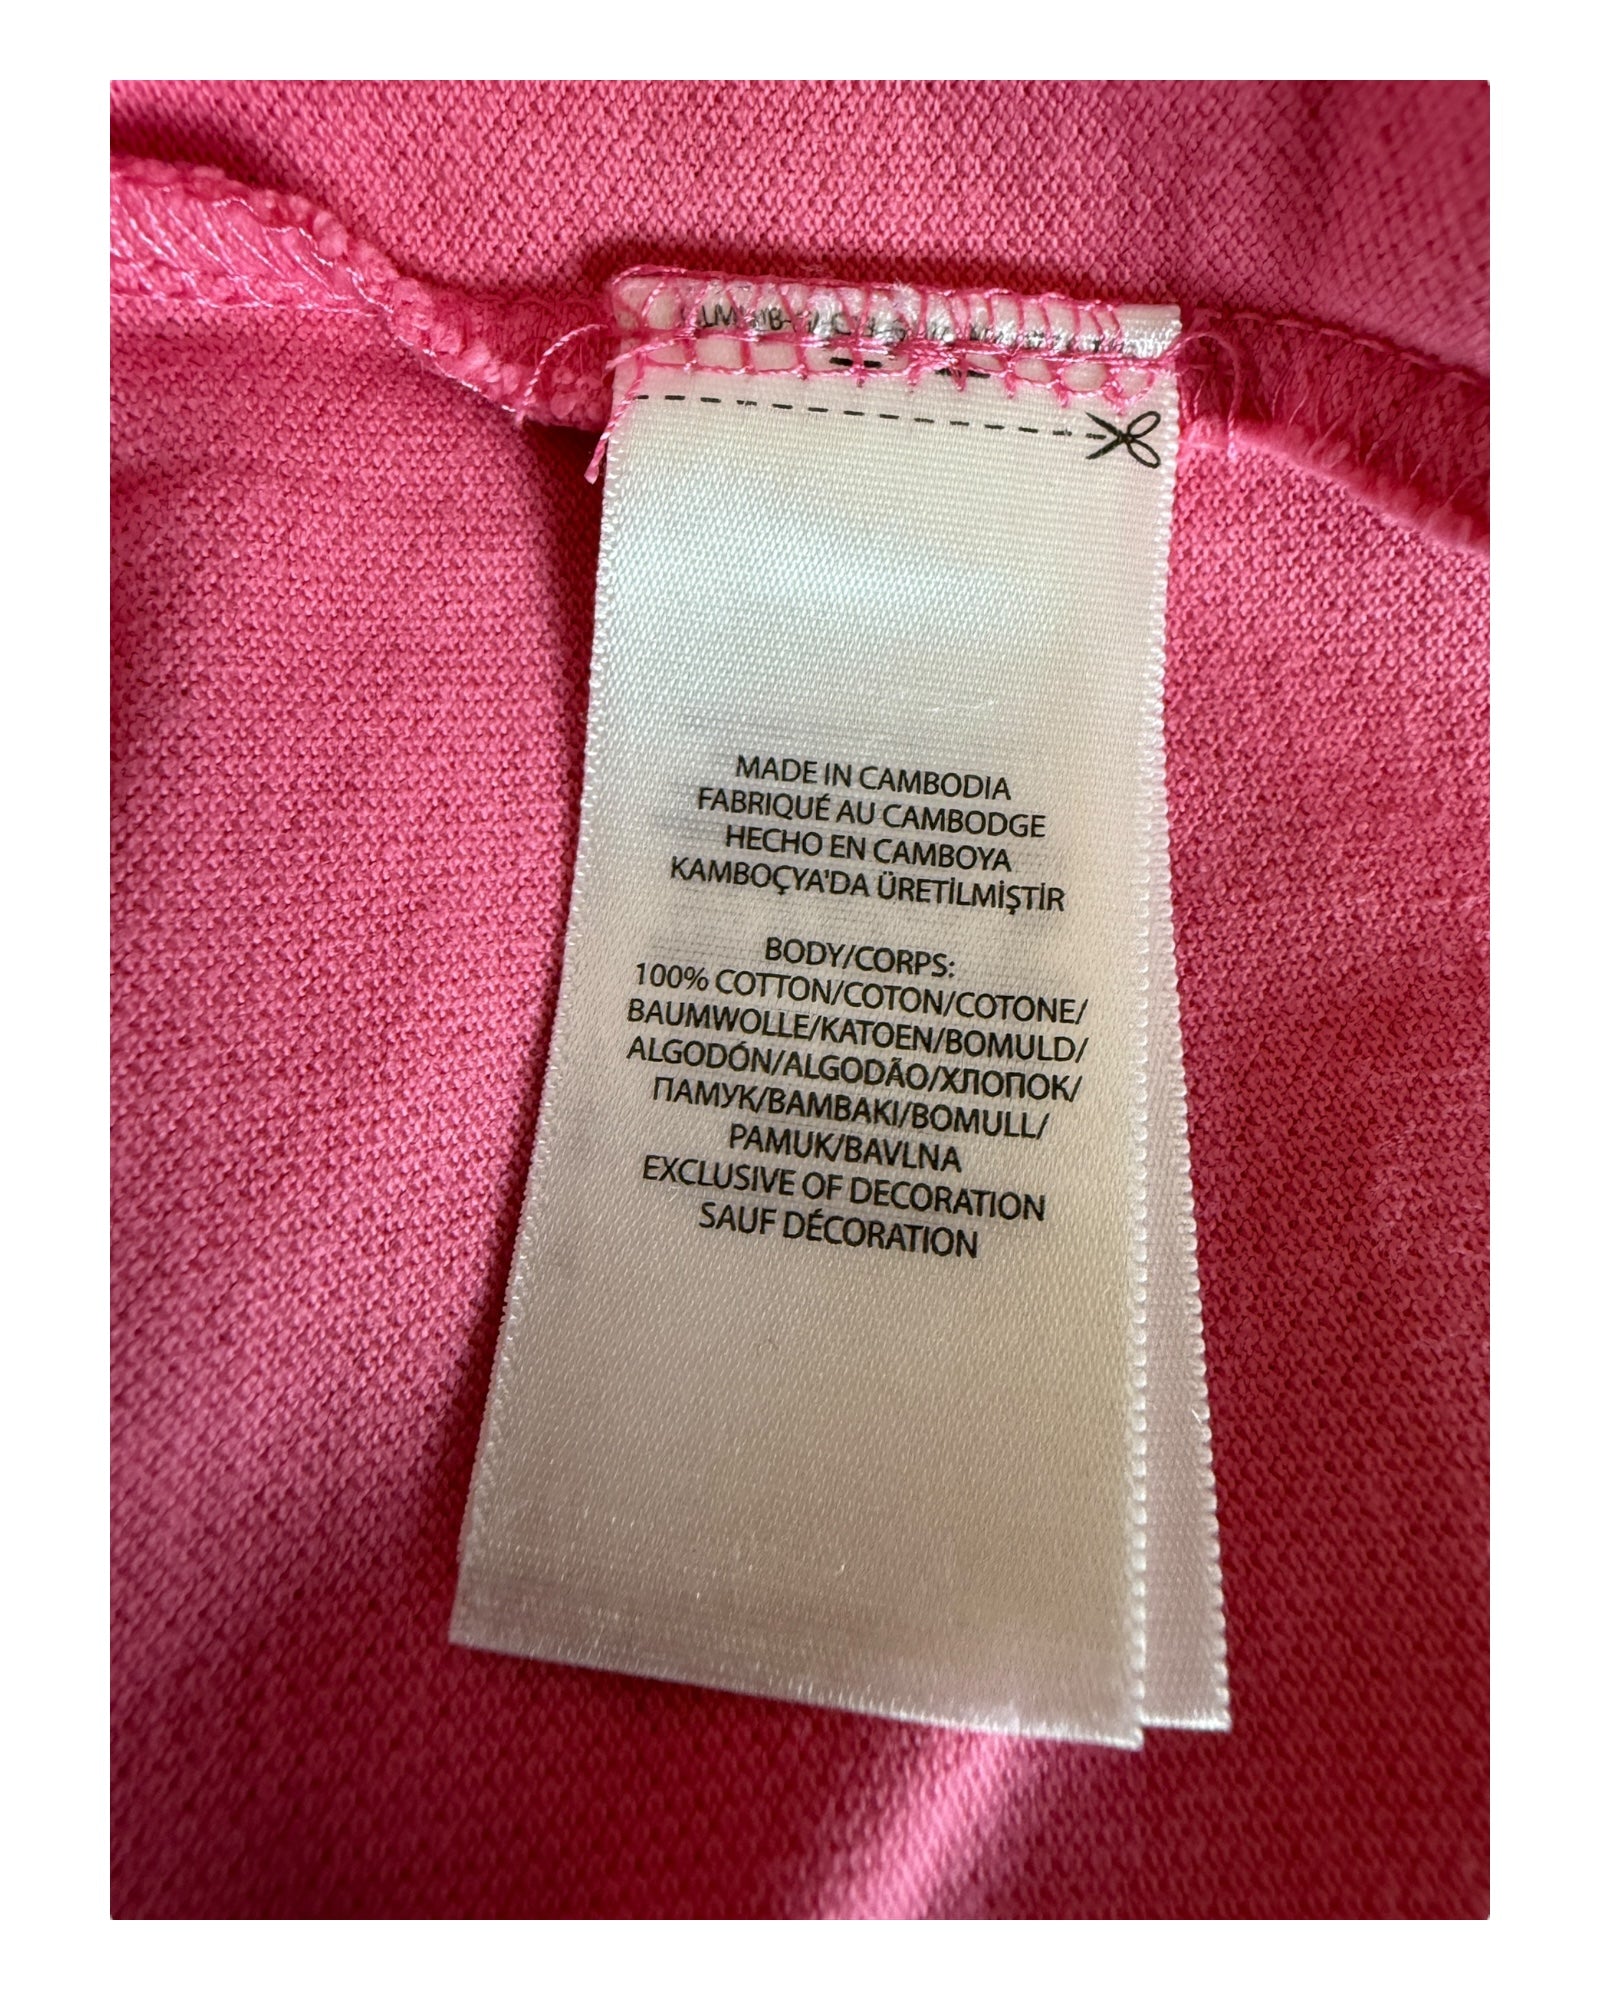 MADE IN CAMBODIA
FABRIQUÉ AU CAMBODGE
HECHO EN CAMBOYA
KAMBOÇYA'DA ÜRETİLMİŞTİR
BODY/CORPS:
100% COTTON/COTON/COTONE/
BAUMWOLLE/KATOEN/BOMULD/
ALGODÓN/ALGODÃO/ХЛОПОК/
ПАМУК/BAMBAKI/BOMULL/
PAMUK/BAVLNA
EXCLUSIVE OF DECORATION
SAUF DÉCORATION